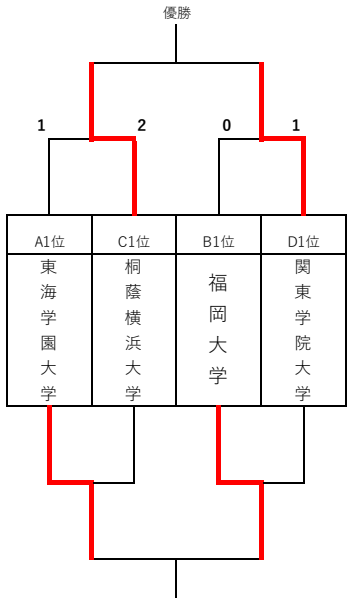 優勝
1 2 0 1
A1位 C1位 B1位 D1位
東海学園大学
桐蔭横浜大学
福岡大学
関東学院大学